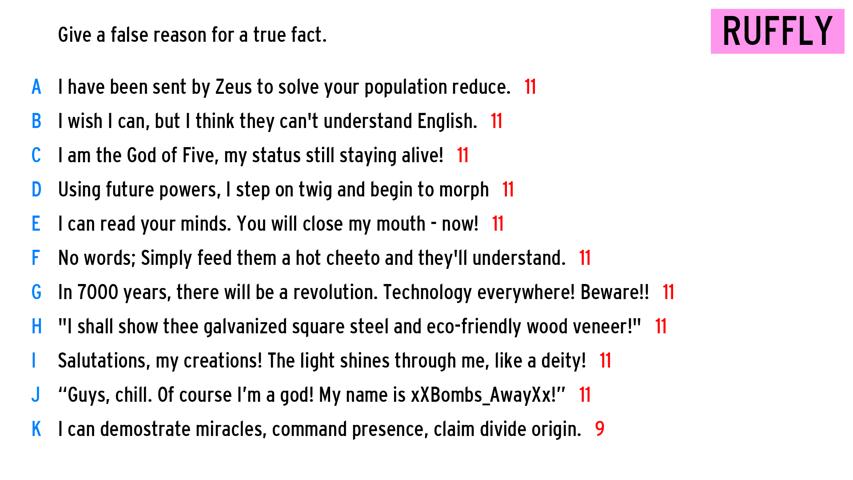 Give a false reason for a true fact.
RUFFLY
A I have been sent by Zeus to solve your population reduce. 11
B I wish I can, but I think they can't understand English. 11
C I am the God of Five, my status still staying alive! 11
D Using future powers, I step on twig and begin to morph 11
E I can read your minds. You will close my mouth - now! 11
F No words; Simply feed them a hot cheeto and they'll understand. 11
G In 7000 years, there will be a revolution. Technology everywhere! Beware!! 11
H "I shall show thee galvanized square steel and eco-friendly wood veneer!" 11
I Salutations, my creations! The light shines through me, like a deity! 11
J “Guys, chill. Of course I’m a god! My name is xXBombs_AwayXx!” 11
K I can demostrate miracles, command presence, claim divide origin. 9